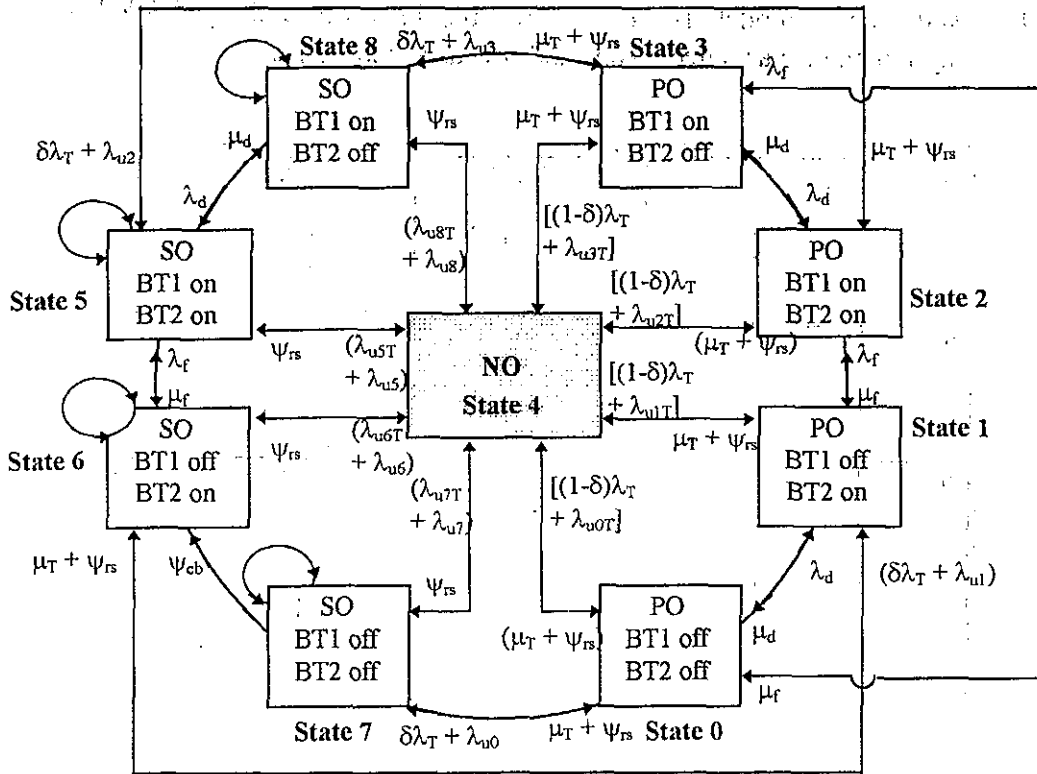 State 8
δλT + λu3
μT + ψrs
State 3
SO
BT1 on
BT2 off
PO
BT1 on
BT2 off
λf
μd
ψrs
μT + ψrs
μd
δλT + λu2
μT + ψrs
λd
λd
(λu8T
+ λu8)
[(1-δ)λT
+ λu3T]
SO
BT1 on
BT2 on
State 5
PO
BT1 on
BT2 on
State 2
[(1-δ)λT
+ λu2T]
ψrs
(λu5T
+ λu5)
NO
State 4
(μT + ψrs)
λf
μf
[(1-δ)λT
+ λu1T]
λf
μf
SO
BT1 off
BT2 on
State 6
ψrs
(λu6T
+ λu6)
μT + ψrs
PO
BT1 off
BT2 on
State 1
(λu7T
+ λu7)
[(1-δ)λT
+ λu0T]
μT + ψrs
ψcb
λd
(δλT + λu1)
ψrs
SO
BT1 off
BT2 off
(μT + ψrs)
PO
BT1 off
BT2 off
μd
μf
State 7
δλT + λu0
μT + ψrs
State 0